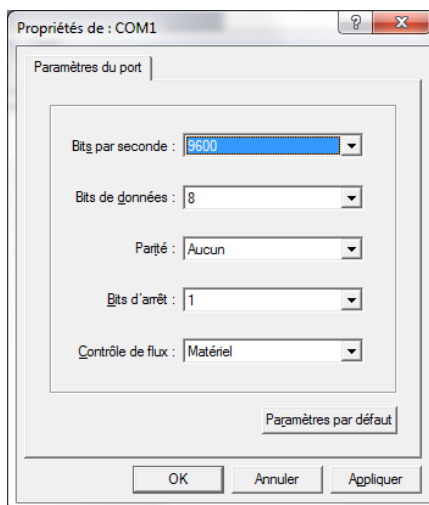 Propriétés de : COM1
?
X
Paramètres du port
Bits par seconde : 9600
Bits de données : 8
Parité : Aucun
Bits d'arrêt : 1
Contrôle de flux : Matériel
Paramètres par défaut
OK Annuler Appliquer